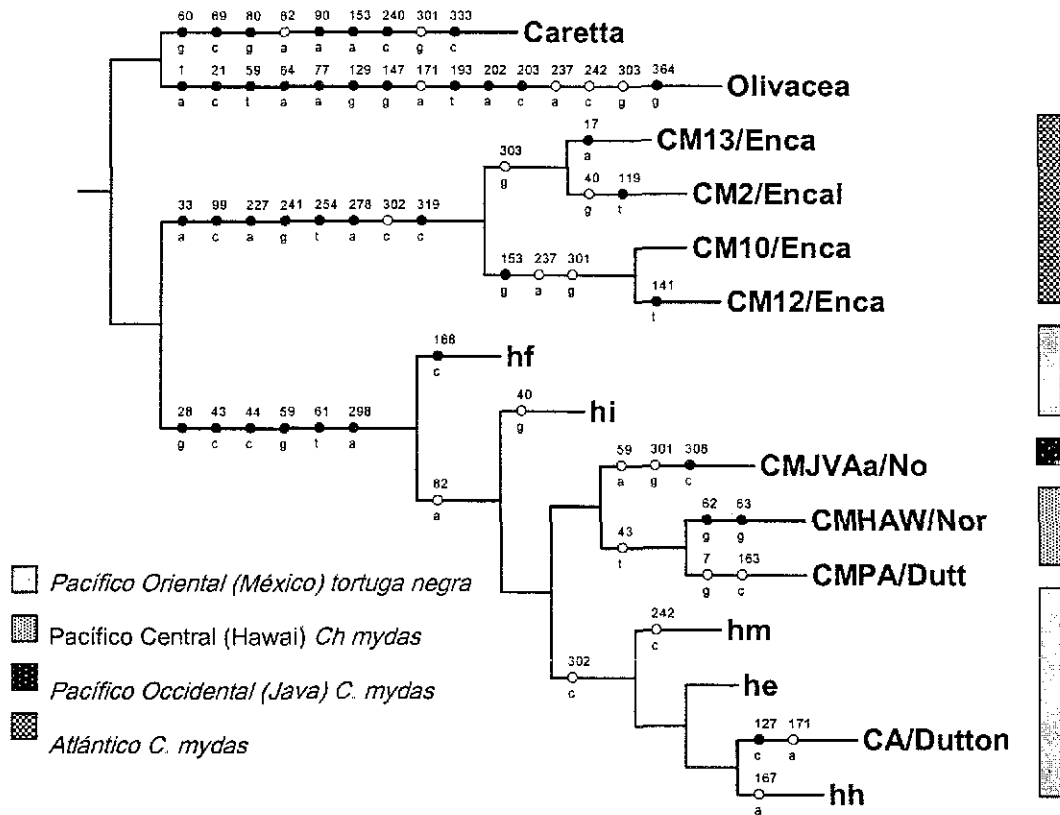 60 69 80 82 90 153 240 301 333
g c g a a a c g c
Caretta
1 21 59 64 77 129 147 171 193 202 203 237 242 303 364
a c t a a g g a t a c a c g g
Olivacea
17
a
CM13/Enca
303
g
40 119
g t
CM2/Encal
33 99 227 241 254 278 302 319
a c a g t a c c
CM10/Enca
153 237 301
g a g
141
t
CM12/Enca
168
c
hf
40
g
hi
28 43 44 59 61 298
g c c g t a
59 301 308
a g c
CMJVAa/No
82
a
62 63
g g
CMHAW/Nor
43
t
7 163
g c
CMPA/Dutt
Pacífico Oriental (México) tortuga negra
242
c
hm
Pacífico Central (Hawai) Ch mydas
302
c
he
Pacífico Occidental (Java) C. mydas
127 171
c a
CA/Dutton
Atlántico C. mydas
167
a
hh